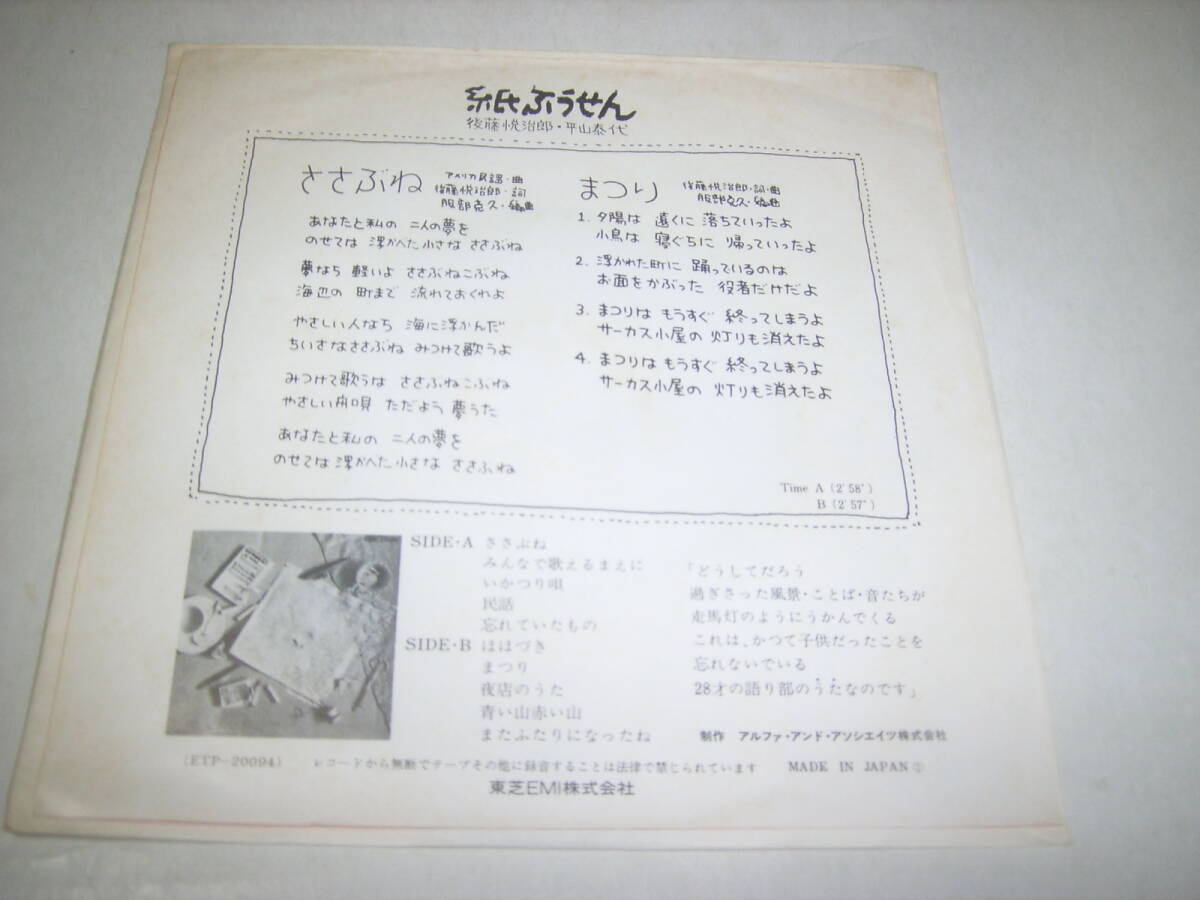 紙ふうせん
後藤悦治郎・平山泰代
ささぶね
アメリカ民謡・曲
後藤悦治郎・詞
服部克久・編曲
あなたと私の 二人の夢を
のせては 浮かべた 小さな ささぶね
夢なら 軽いよ ささぶねこぶね
海辺の 町まで 流れておくれよ
やさしい人なら 海に浮かんだ
ちいさなささぶね みつけて歌うよ
みつけて歌うは ささぶねこぶね
やさしい舟唄 ただよう 夢うた
あなたと私の 二人の夢を
のせては 浮かべた 小さな ささぶね
まつり
後藤悦治郎・詞・曲
服部克久・編曲
1. 夕陽は 遠くに 落ちていったよ
小鳥は 寝ぐらに 帰っていったよ
2. 浮かれた町に 踊っているのは
お面をかぶった 役者だけだよ
3. まつりは もうすぐ 終ってしまうよ
サーカス小屋の 灯りも消えたよ
4. まつりは もうすぐ 終ってしまうよ
サーカス小屋の 灯りも消えたよ
Time A (2'58")
B (2'57")
SIDE・A ささぶね
みんなで歌えるまえに
いかつり唄
民話
忘れていたもの
SIDE・B ほほづき
まつり
夜店のうた
青い山赤い山
またふたりになったね
「どうしてだろう
過ぎさった風景・ことば・音たちが
走馬灯のようにうかんでくる
これは、かつて子供だったことを
忘れないでいる
28才の語り部のうたなのです」
制作 アルファ・アンド・アソシエイツ株式会社
(ETP-20094) レコードから無断でテープその他に録音することは法律で禁じられています MADE IN JAPAN ②
東芝EMI株式会社